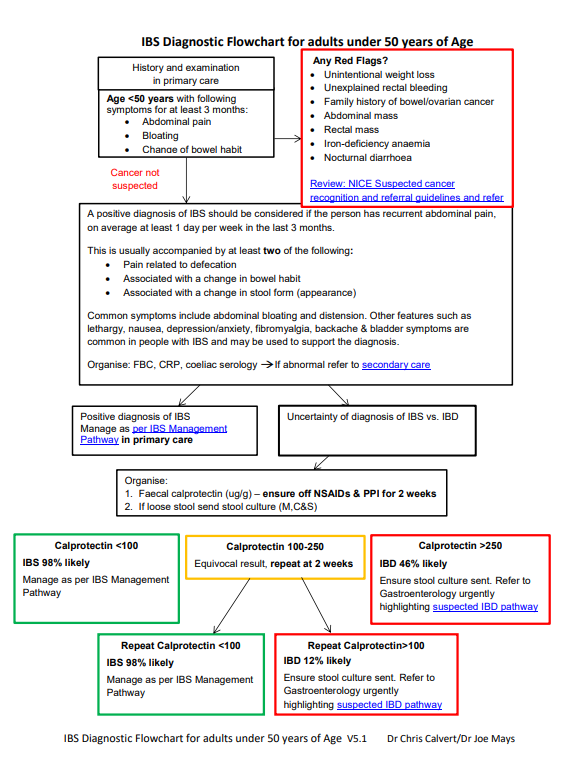 IBS Diagnostic Flowchart for adults under 50 years of Age
History and examination
in primary care
Age <50 years with following
symptoms for at least 3 months:
• Abdominal pain
• Bloating
• Change of bowel habit
Any Red Flags?
• Unintentional weight loss
• Unexplained rectal bleeding
• Family history of bowel/ovarian cancer
• Abdominal mass
• Rectal mass
• Iron-deficiency anaemia
• Nocturnal diarrhoea
Review: NICE Suspected cancer
recognition and referral guidelines and refer
Cancer not
suspected
A positive diagnosis of IBS should be considered if the person has recurrent abdominal pain,
on average at least 1 day per week in the last 3 months.
This is usually accompanied by at least two of the following:
• Pain related to defecation
• Associated with a change in bowel habit
• Associated with a change in stool form (appearance)
Common symptoms include abdominal bloating and distension. Other features such as
lethargy, nausea, depression/anxiety, fibromyalgia, backache & bladder symptoms are
common in people with IBS and may be used to support the diagnosis.
Organise: FBC, CRP, coeliac serology → If abnormal refer to secondary care
Positive diagnosis of IBS
Manage as per IBS Management
Pathway in primary care
Uncertainty of diagnosis of IBS vs. IBD
Organise:
1. Faecal calprotectin (ug/g) – ensure off NSAIDs & PPI for 2 weeks
2. If loose stool send stool culture (M,C&S)
Calprotectin <100
IBS 98% likely
Manage as per IBS Management
Pathway
Calprotectin 100-250
Equivocal result, repeat at 2 weeks
Calprotectin >250
IBD 46% likely
Ensure stool culture sent. Refer to
Gastroenterology urgently
highlighting suspected IBD pathway
Repeat Calprotectin <100
IBS 98% likely
Manage as per IBS Management
Pathway
Repeat Calprotectin>100
IBD 12% likely
Ensure stool culture sent. Refer to
Gastroenterology urgently
highlighting suspected IBD pathway
IBS Diagnostic Flowchart for adults under 50 years of Age V5.1 Dr Chris Calvert/Dr Joe Mays